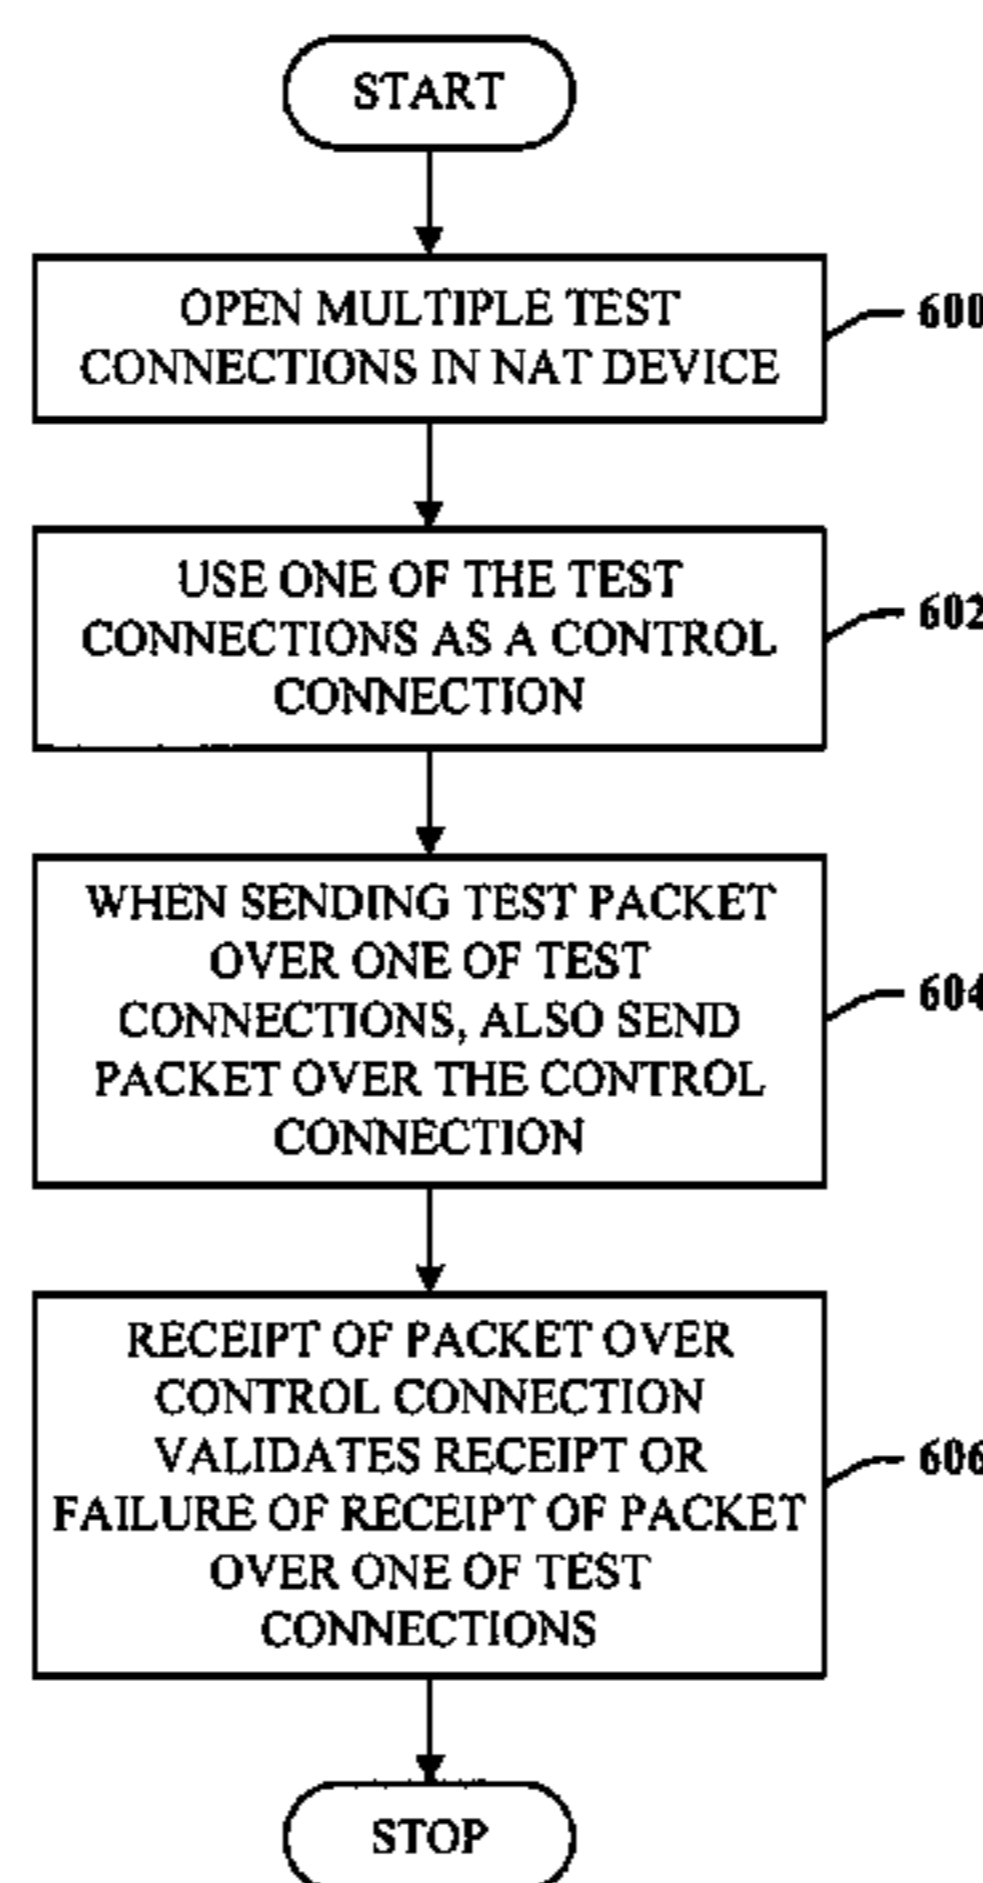 START
OPEN MULTIPLE TEST
CONNECTIONS IN NAT DEVICE
600
USE ONE OF THE TEST
CONNECTIONS AS A CONTROL
CONNECTION
602
WHEN SENDING TEST PACKET
OVER ONE OF TEST
CONNECTIONS, ALSO SEND
PACKET OVER THE CONTROL
CONNECTION
604
RECEIPT OF PACKET OVER
CONTROL CONNECTION
VALIDATES RECEIPT OR
FAILURE OF RECEIPT OF PACKET
OVER ONE OF TEST
CONNECTIONS
606
STOP